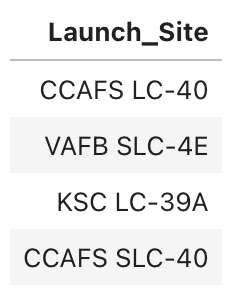 Launch_Site
CCAFS LC-40
VAFB SLC-4E
KSC LC-39A
CCAFS SLC-40